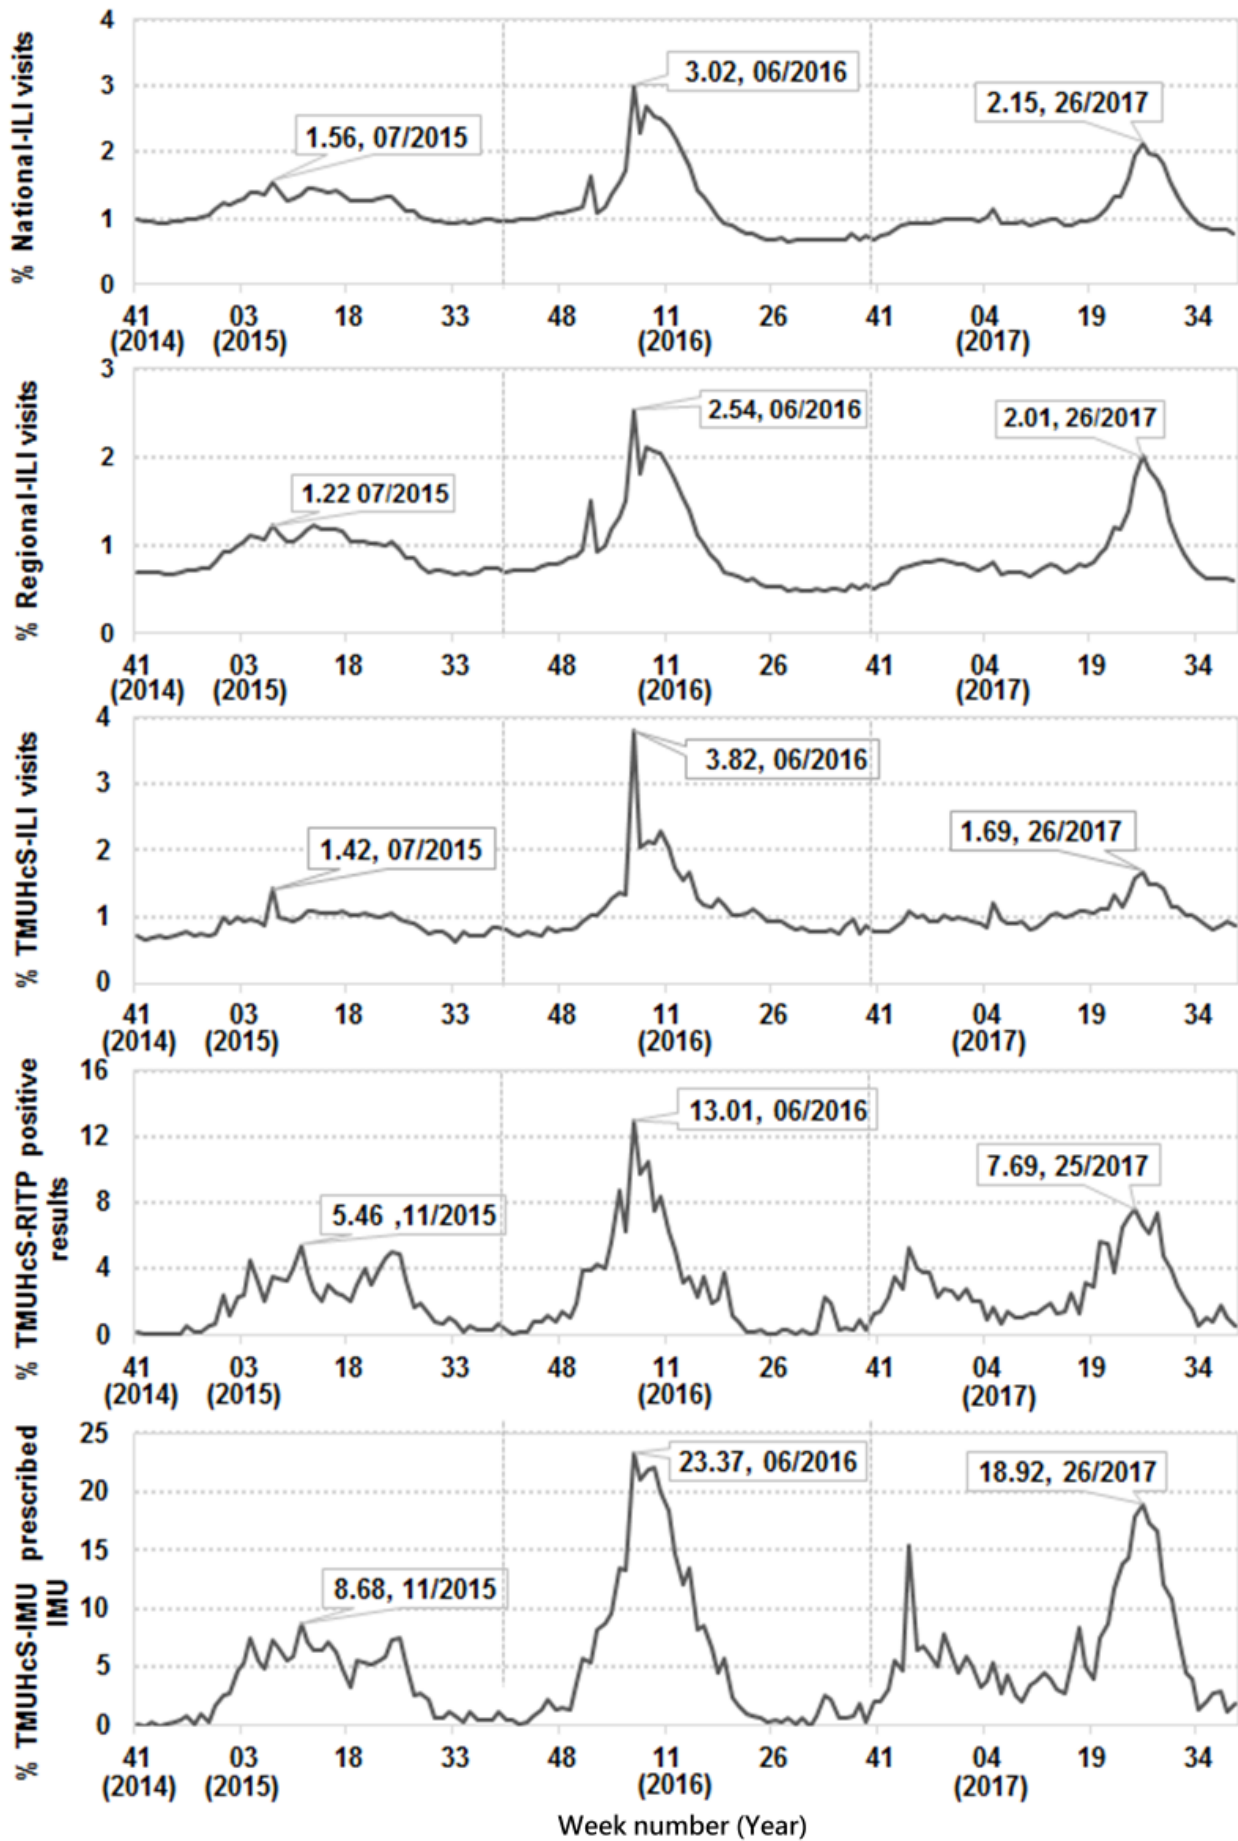 % National-ILI visits
4
3
2
1
0
3.02, 06/2016
2.15, 26/2017
1.56, 07/2015
41 03 18 33 48 11 26 41 04 19 34
(2014) (2015) (2016) (2017)
% Regional-ILI visits
3
2
1
0
2.54, 06/2016
2.01, 26/2017
1.22 07/2015
41 03 18 33 48 11 26 41 04 19 34
(2014) (2015) (2016) (2017)
% TMUHcS-ILI visits
4
3
2
1
0
3.82, 06/2016
1.69, 26/2017
1.42, 07/2015
41 03 18 33 48 11 26 41 04 19 34
(2014) (2015) (2016) (2017)
% TMUHcS-RITP positive
results
16
12
8
4
0
13.01, 06/2016
7.69, 25/2017
5.46 ,11/2015
41 03 18 33 48 11 26 41 04 19 34
(2014) (2015) (2016) (2017)
% TMUHcS-IMU prescribed
IMU
25
20
15
10
5
0
23.37, 06/2016
18.92, 26/2017
8.68, 11/2015
41 03 18 33 48 11 26 41 04 19 34
(2014) (2015) (2016) (2017)
Week number (Year)